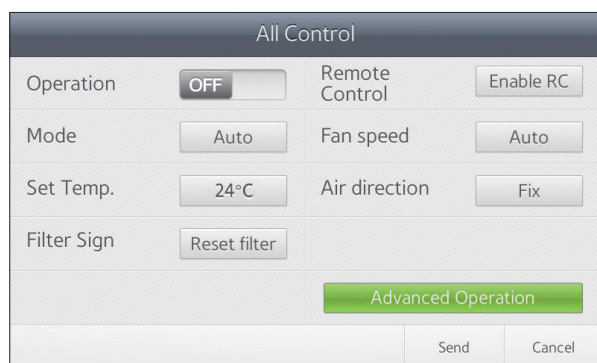 All Control
Operation OFF Remote Control Enable RC
Mode Auto Fan speed Auto
Set Temp. 24°C Air direction Fix
Filter Sign Reset filter
Advanced Operation
Send Cancel